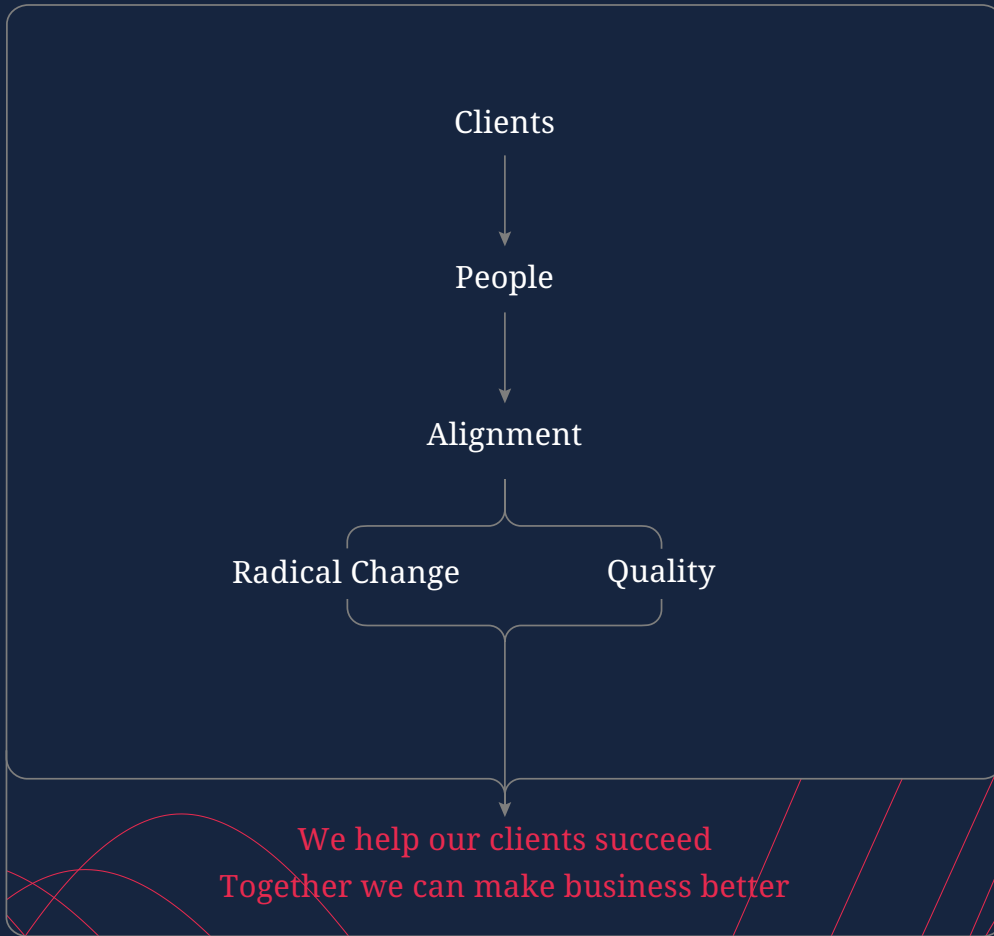 Clients
People
Alignment
Radical Change
Quality
We help our clients succeed
Together we can make business better